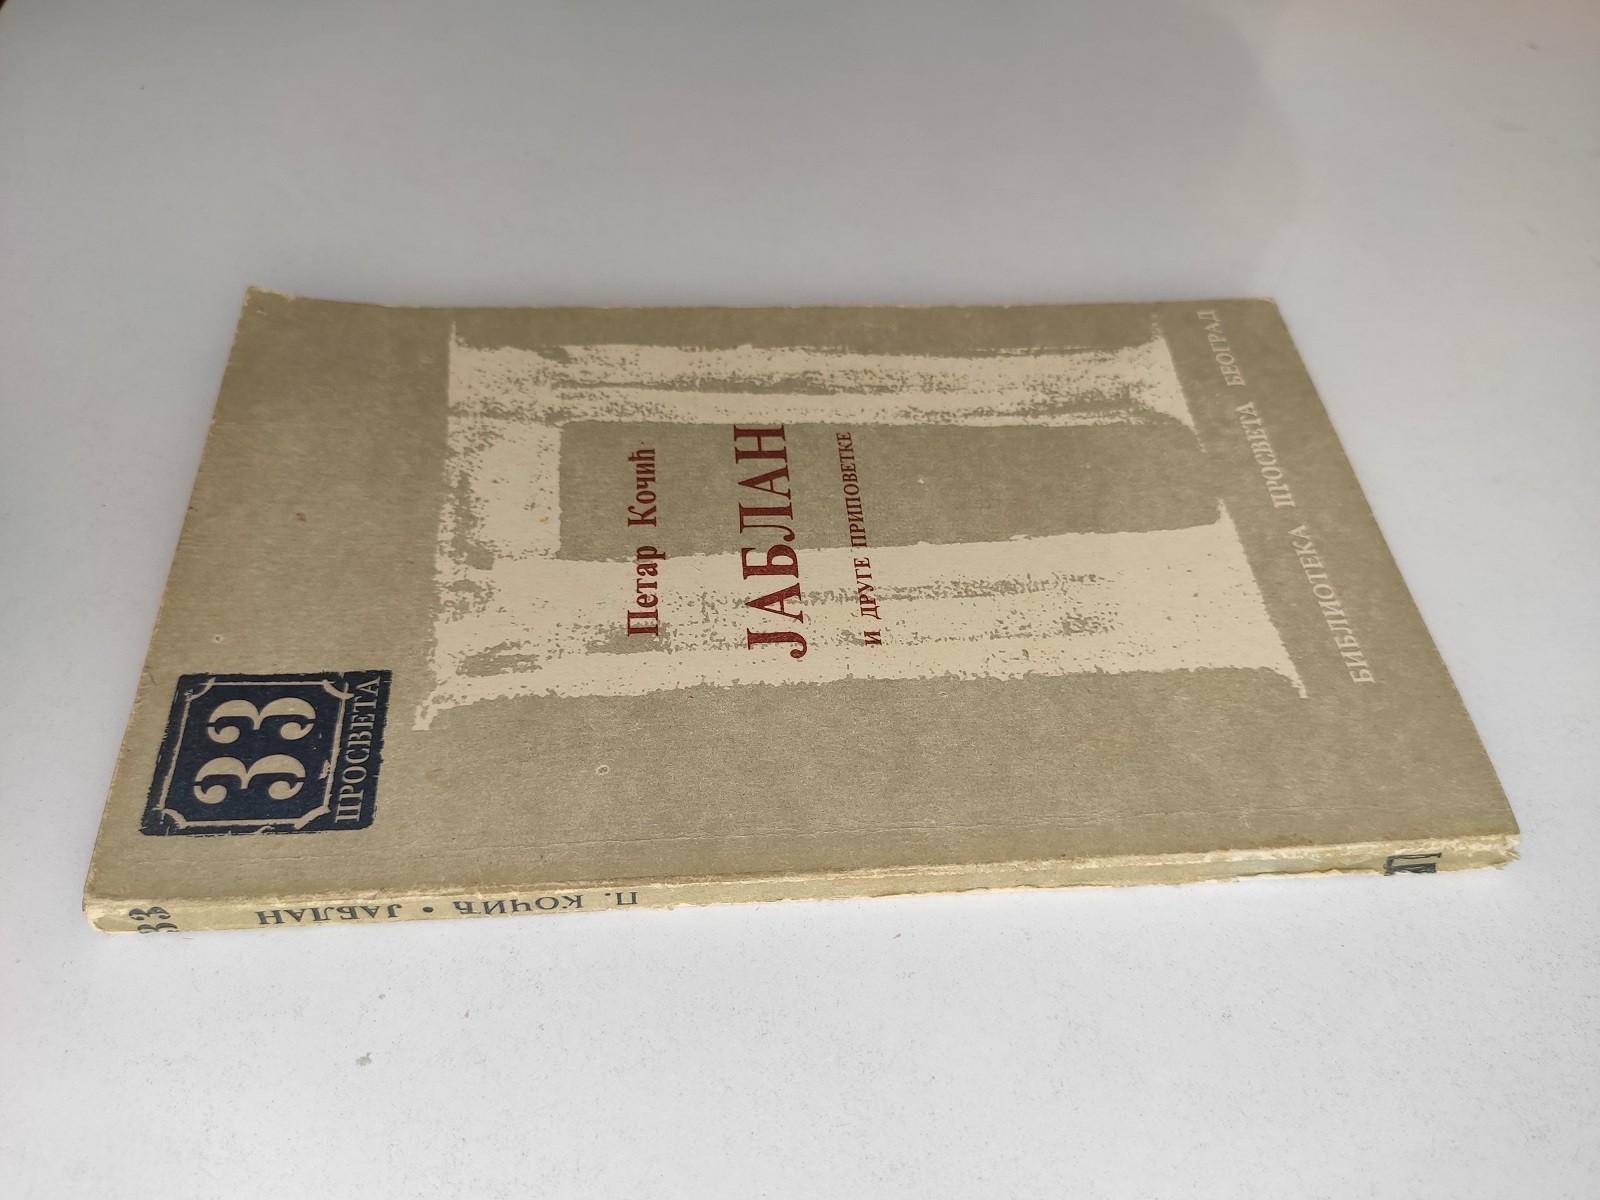 33
ПРОСВЕТА
Петар Кочић
ЈАБЛАН
И ДРУГЕ ПРИПОВЕТКЕ
БИБЛИОТЕКА ПРОСВЕТА БЕОГРАД
П. КОЧИЋ • ЈАБЛАН
33